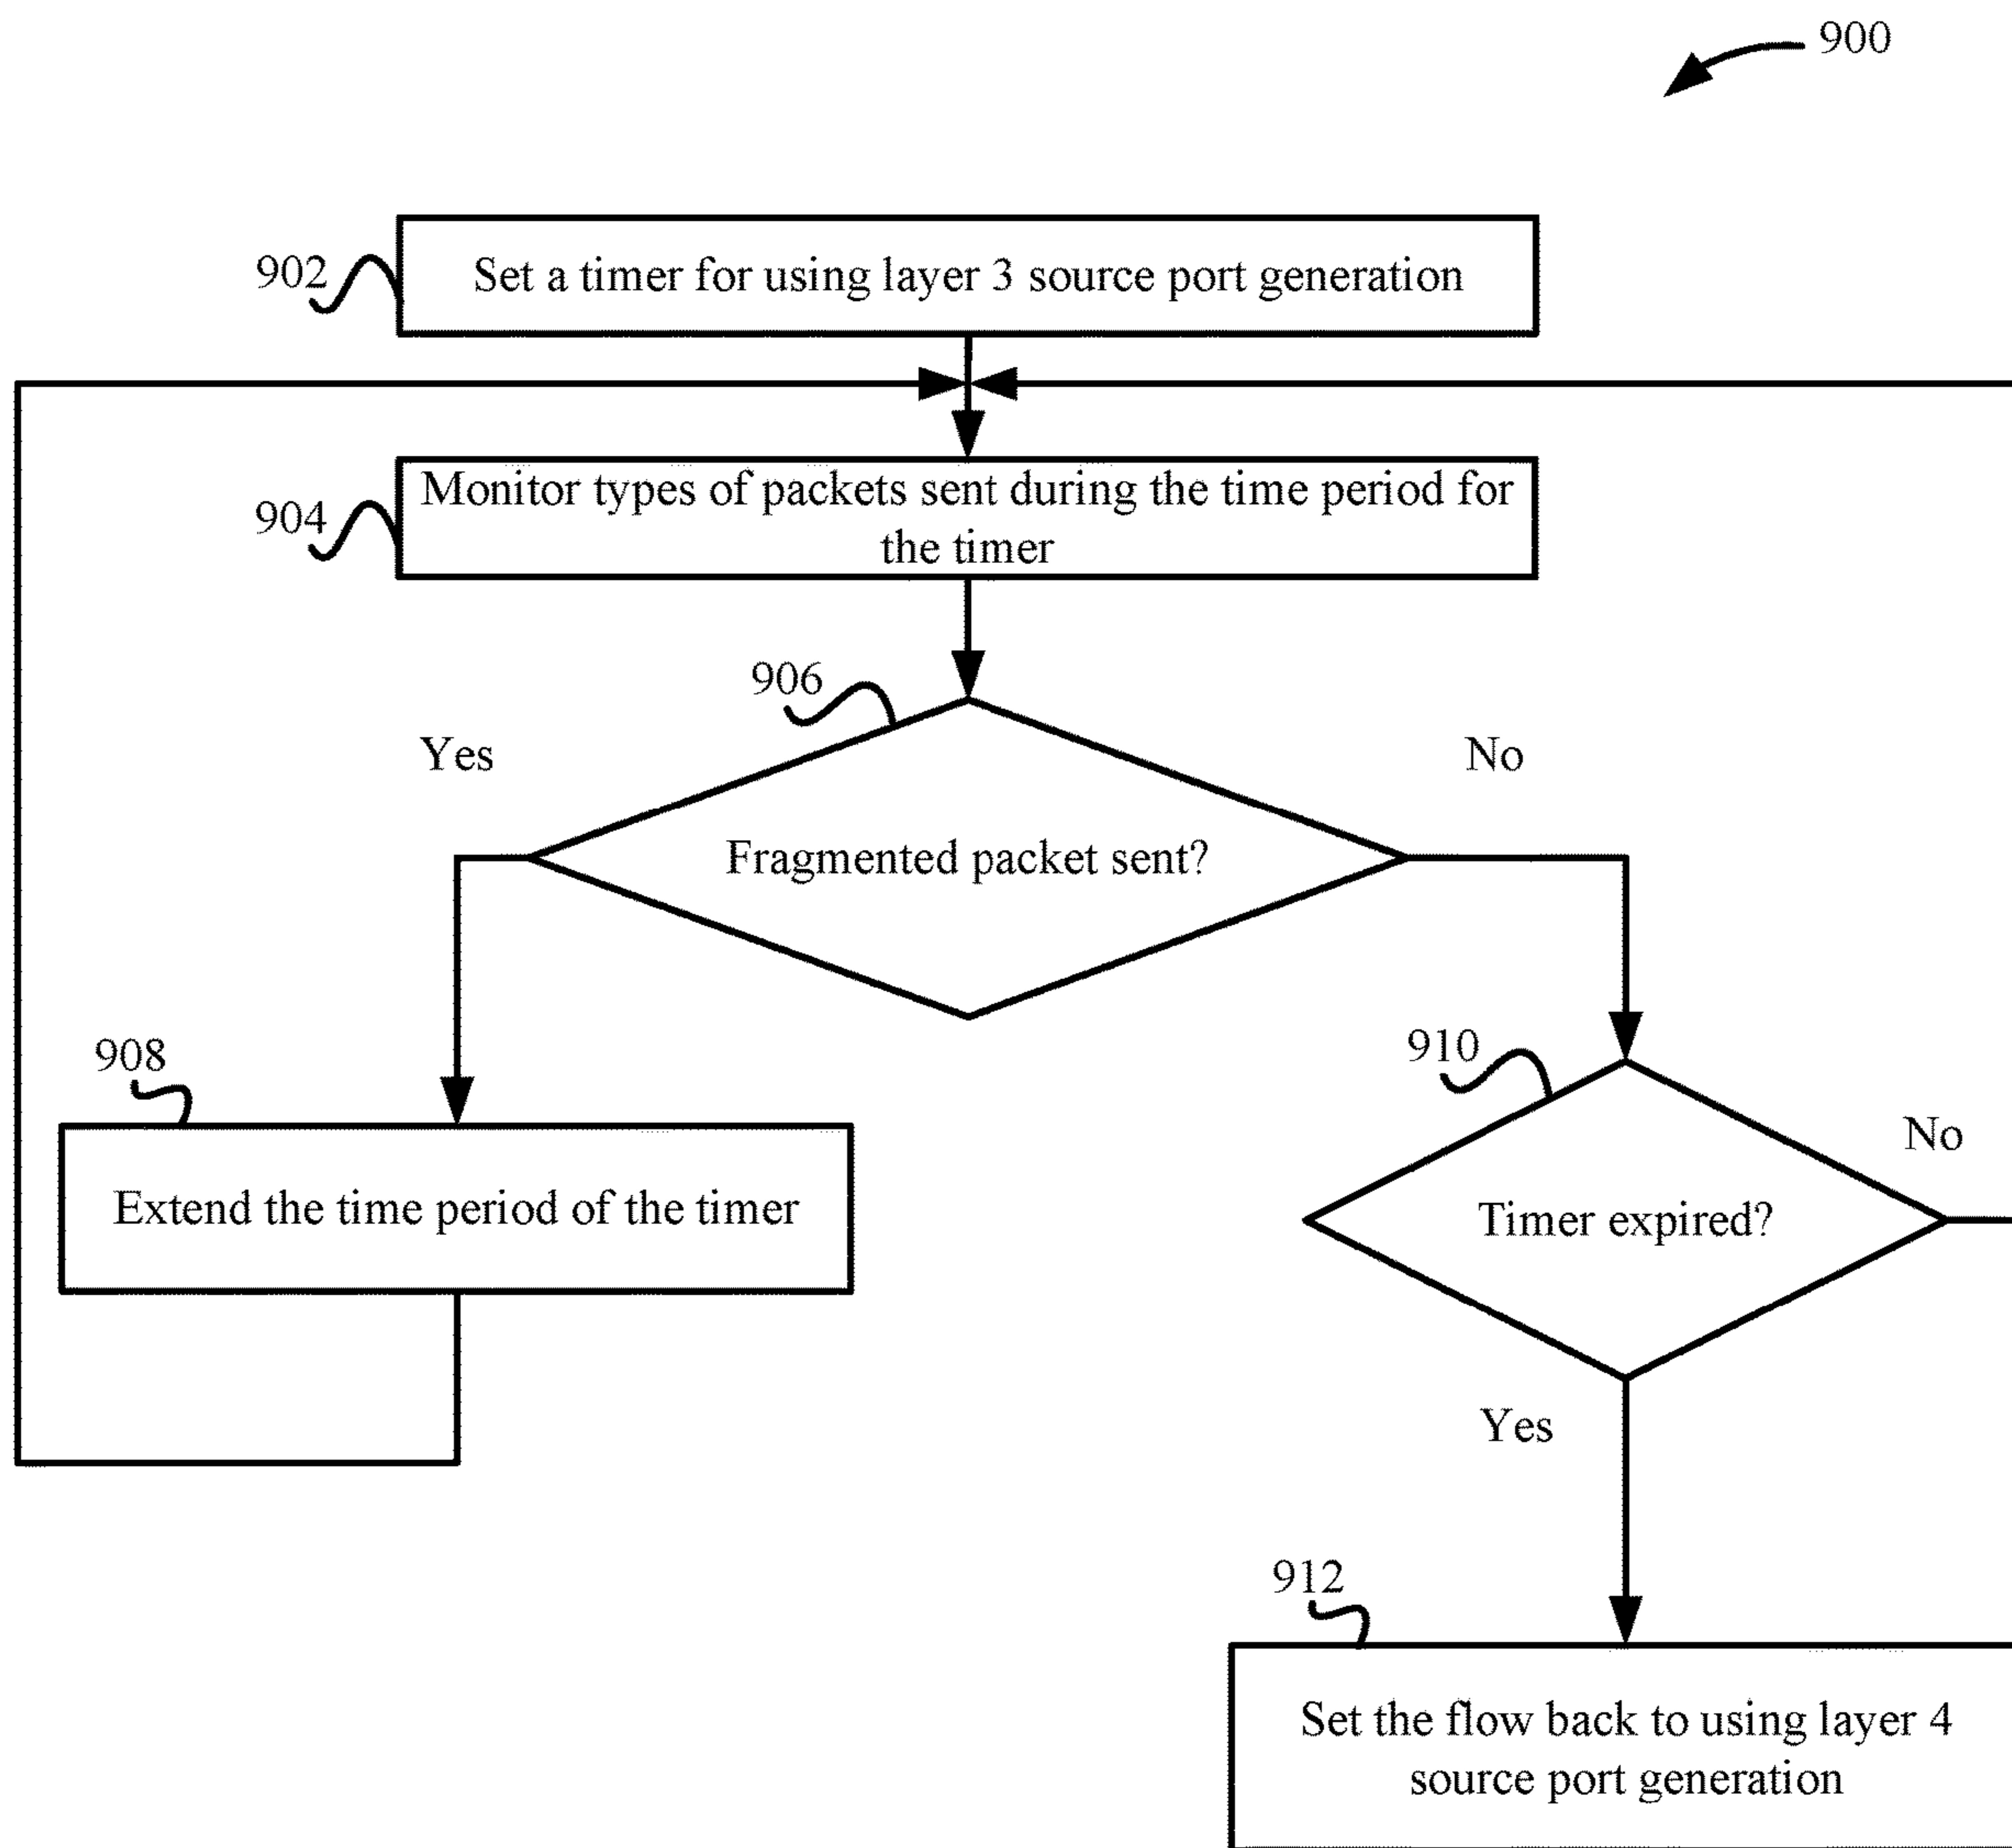 900
902
Set a timer for using layer 3 source port generation
904
Monitor types of packets sent during the time period for
the timer
906
Yes
No
Fragmented packet sent?
908
910
No
Extend the time period of the timer
Timer expired?
Yes
912
Set the flow back to using layer 4
source port generation